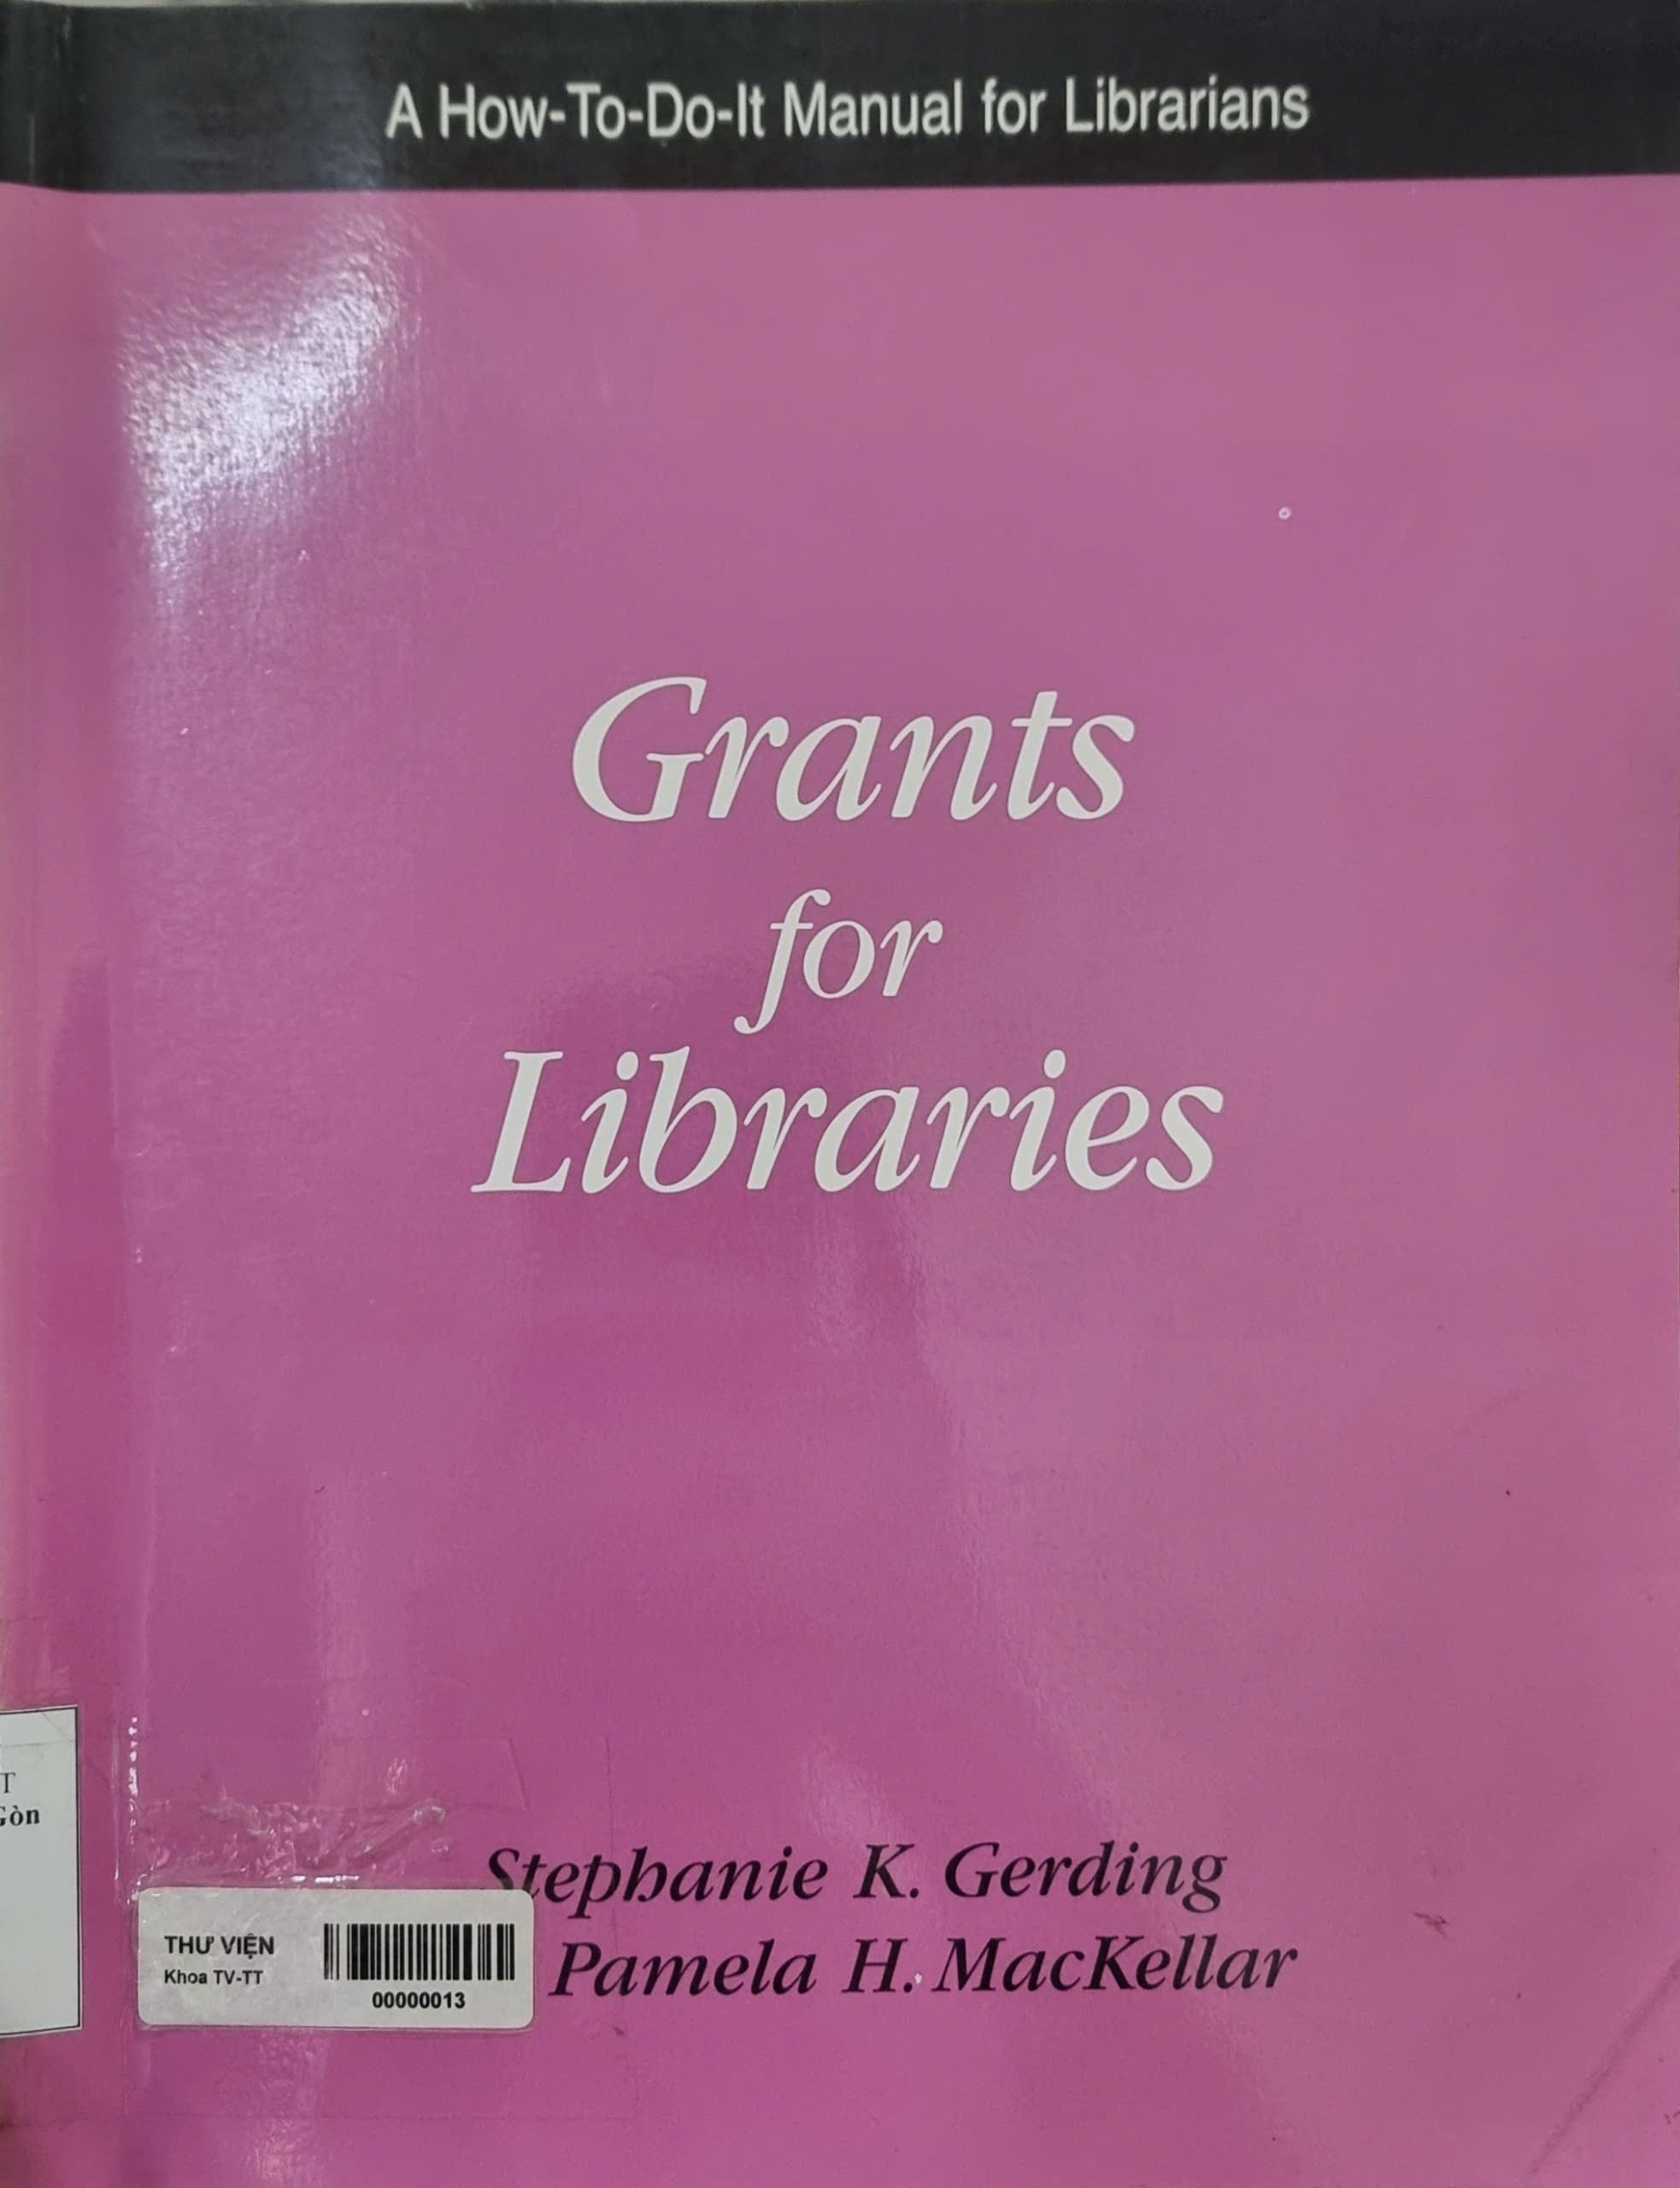 A How-To-Do-It Manual for Librarians
Grants
for
Libraries
Stephanie K. Gerding
Pamela H. MacKellar
THƯ VIỆN
Khoa TV-TT
00000013
T